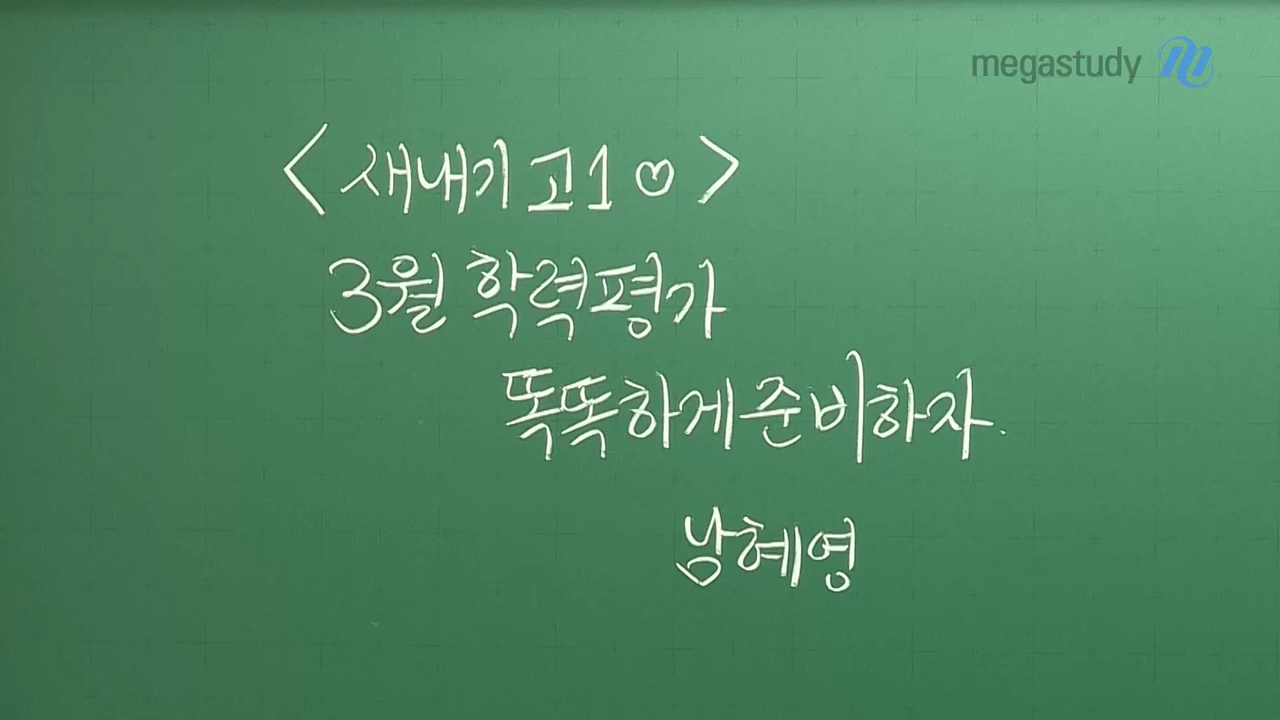 megastudy
< 새내기 고1 ♡ >
3월 학력평가
똑똑하게 준비하자.
남혜영